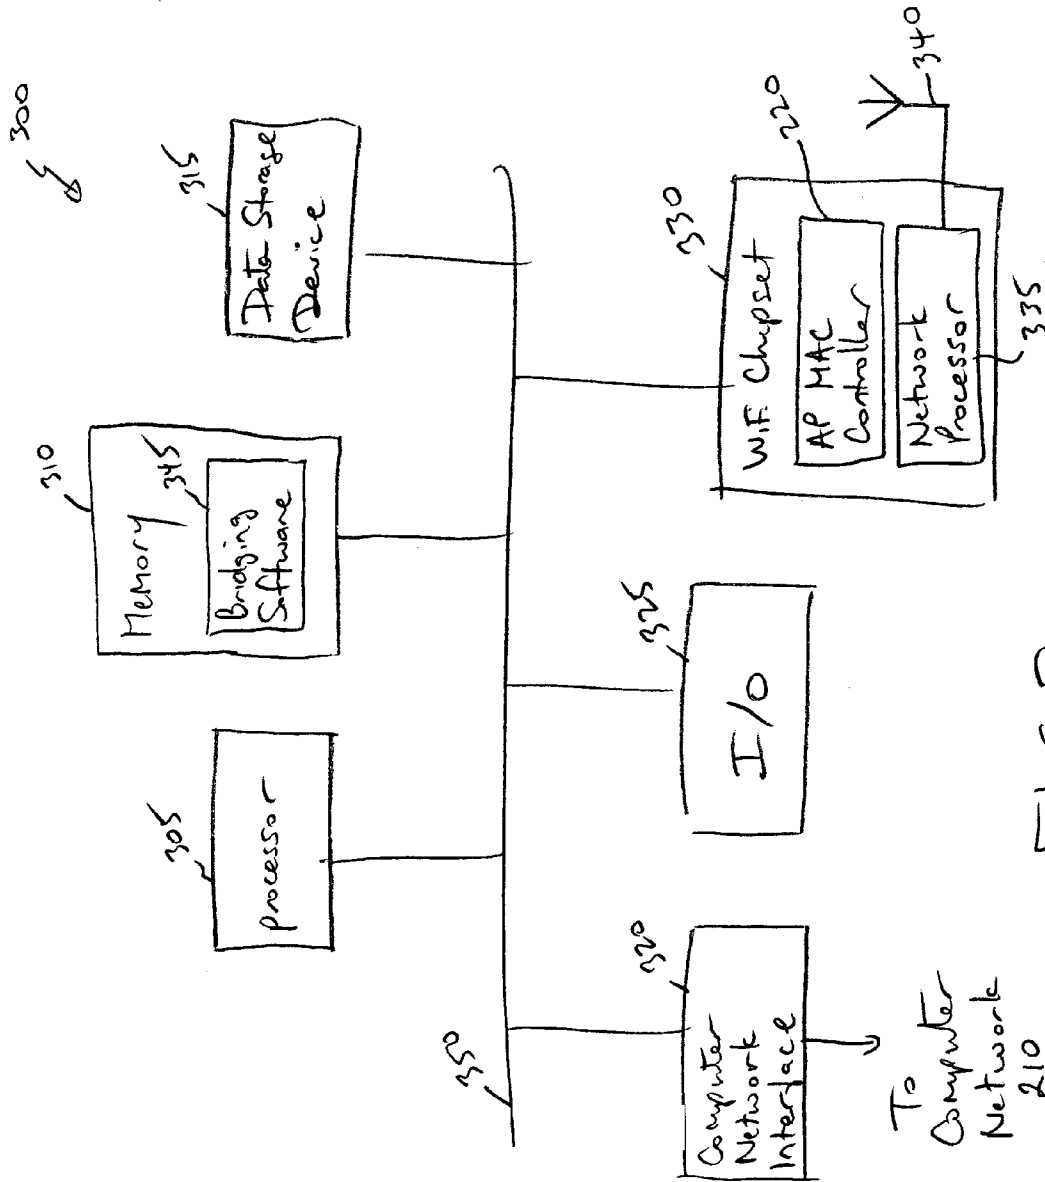 300
305
Processor
310
Memory
345
Bridging
Software
315
Data Storage
Device
350
320
Computer
Network
Interface
To
Computer
Network
210
325
I/O
330
WiFi Chipset
220
AP MAC
Controller
Network
Processor
335
340